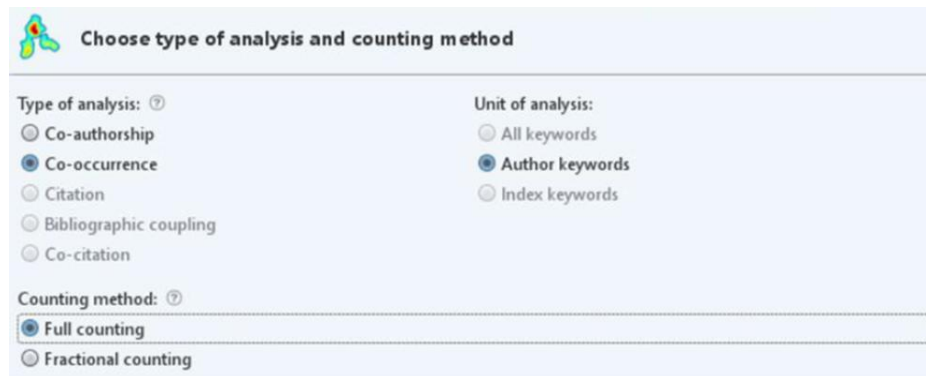 Choose type of analysis and counting method
Type of analysis: ?
Co-authorship
Co-occurrence
Citation
Bibliographic coupling
Co-citation
Unit of analysis:
All keywords
Author keywords
Index keywords
Counting method: ?
Full counting
Fractional counting